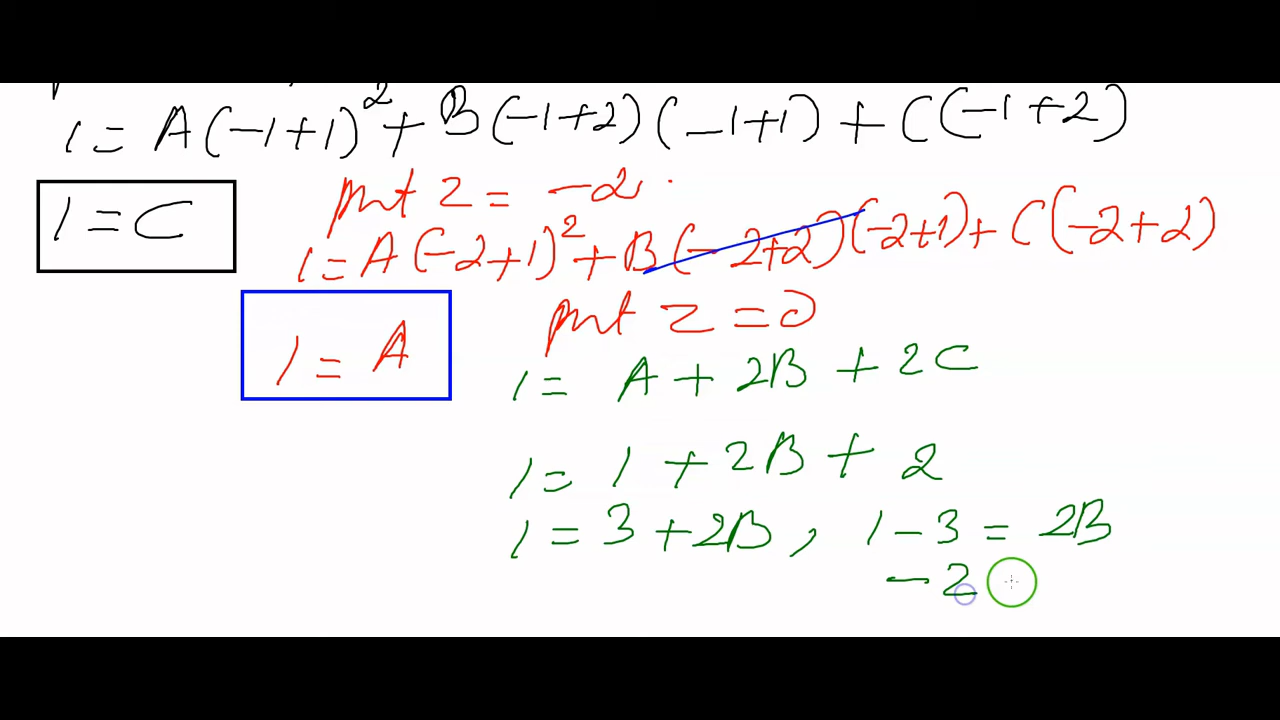 1 = A(-1+1)² + B(-1+2)(-1+1) + C(-1+2)
1 = C
put z = -2.
1 = A(-2+1)² + B(-2+2)(-2+1) + C(-2+2)
1 = A
put z = 0
1 = A + 2B + 2C
1 = 1 + 2B + 2
1 = 3 + 2B, 1 - 3 = 2B
-2